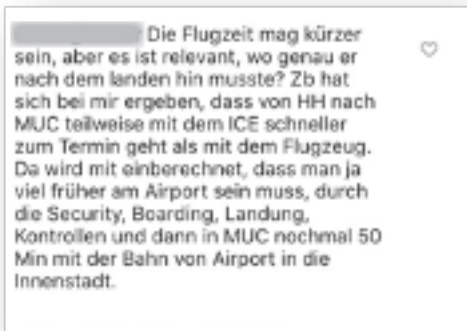 Die Flugzeit mag kürzer
sein, aber es ist relevant, wo genau er
nach dem landen hin musste? Zb hat
sich bei mir ergeben, dass von HH nach
MUC teilweise mit dem ICE schneller
zum Termin geht als mit dem Flugzeug.
Da wird mit einberechnet, dass man ja
viel früher am Airport sein muss, durch
die Security, Boarding, Landung,
Kontrollen und dann in MUC nochmal 50
Min mit der Bahn von Airport in die
Innenstadt.